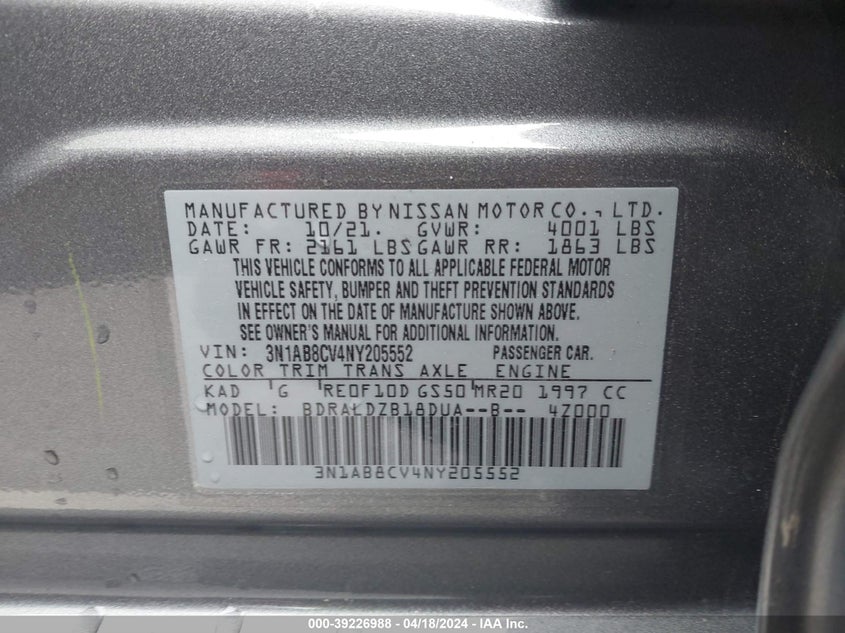 MANUFACTURED BY NISSAN MOTOR CO., LTD.
DATE: 10/21. GVWR: 4001 LBS
GAWR FR: 2161 LBS GAWR RR: 1863 LBS
THIS VEHICLE CONFORMS TO ALL APPLICABLE FEDERAL MOTOR
VEHICLE SAFETY, BUMPER AND THEFT PREVENTION STANDARDS
IN EFFECT ON THE DATE OF MANUFACTURE SHOWN ABOVE.
SEE OWNER'S MANUAL FOR ADDITIONAL INFORMATION.
VIN: 3N1AB8CV4NY205552 PASSENGER CAR.
COLOR TRIM TRANS AXLE ENGINE
KAD G RE0F10D GS50 MR20 1997 CC
MODEL: BDRALDZB18DUA--B-- 4Z000
3N1AB8CV4NY205552
000-39226988 - 04/18/2024 - IAA Inc.